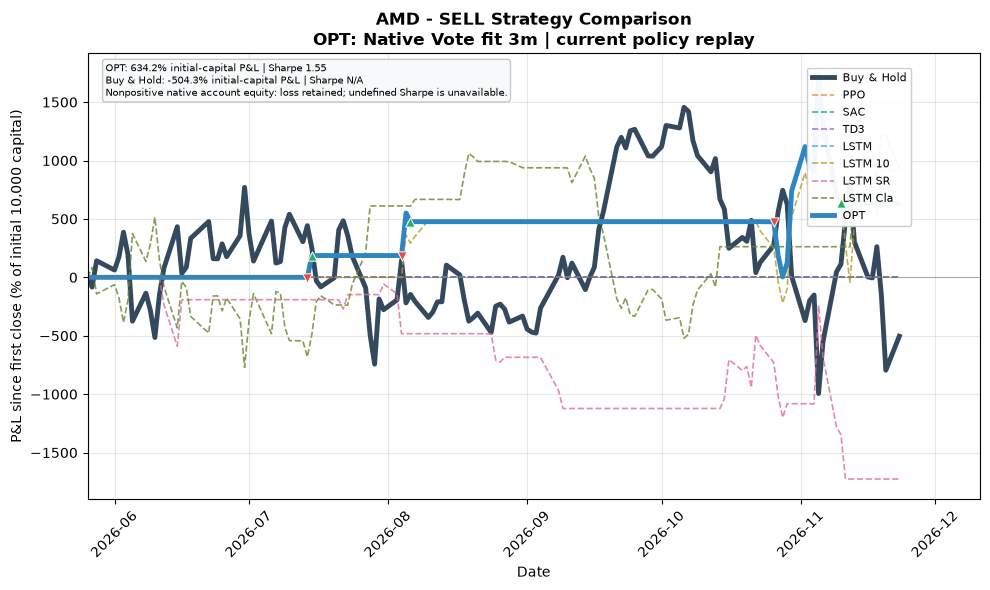 AMD - SELL Strategy Comparison
OPT: Native Vote fit 3m | current policy replay
OPT: 634.2% initial-capital P&L | Sharpe 1.55
Buy & Hold: -504.3% initial-capital P&L | Sharpe N/A
Nonpositive native account equity: loss retained; undefined Sharpe is unavailable.
Buy & Hold
PPO
SAC
TD3
LSTM
LSTM 10
LSTM SR
LSTM Cla
OPT
P&L since first close (% of initial 10,000 capital)
1500
1000
500
0
−500
−1000
−1500
2026-06
2026-07
2026-08
2026-09
2026-10
2026-11
2026-12
Date